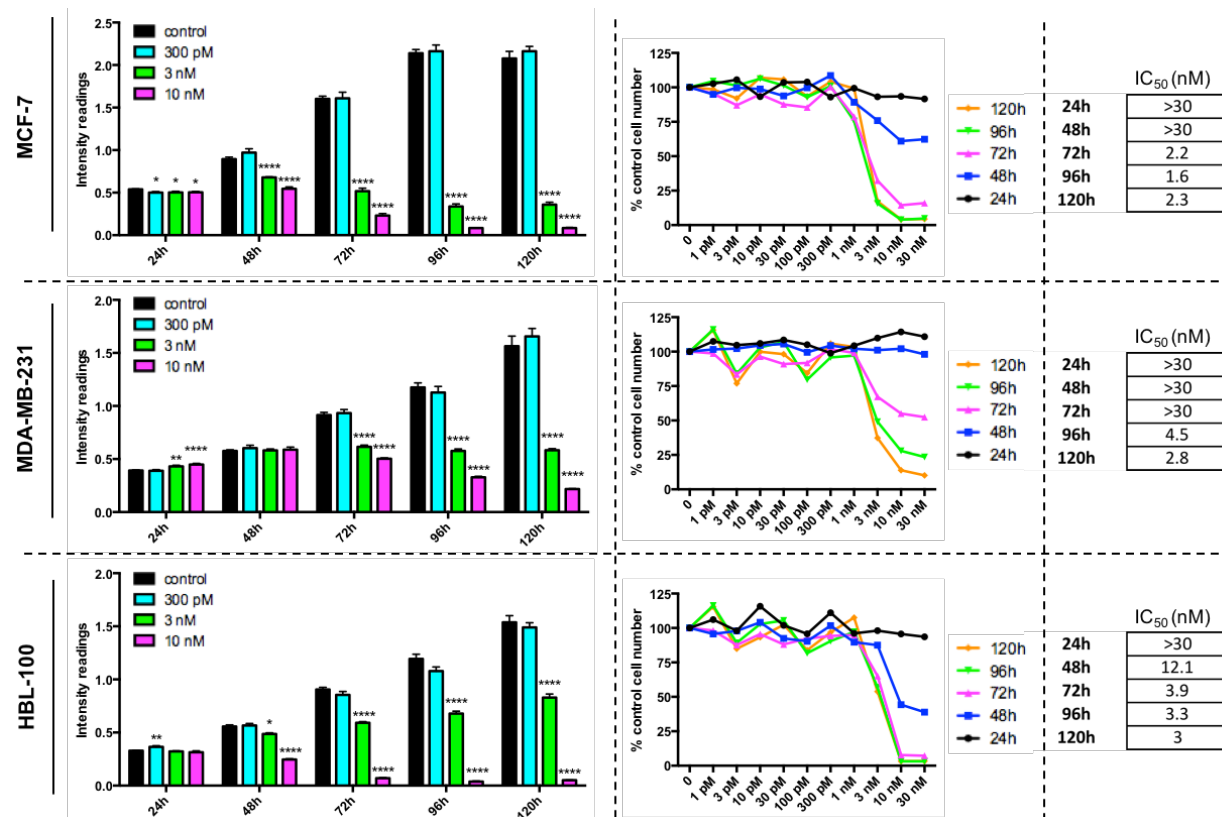 MCF-7
Intensity readings
2.5
2.0
1.5
1.0
0.5
0.0
control
300 pM
3 nM
10 nM
* * *
**** ****
**** ****
**** ****
**** ****
24h 48h 72h 96h 120h
% control cell number
125
100
75
50
25
0
0 1 pM 3 pM 10 pM 30 pM 100 pM 300 pM 1 nM 3 nM 10 nM 30 nM
120h
96h
72h
48h
24h
IC50 (nM)
24h >30
48h >30
72h 2.2
96h 1.6
120h 2.3
MDA-MB-231
Intensity readings
2.0
1.5
1.0
0.5
0.0
control
300 pM
3 nM
10 nM
** ****
**** ****
**** ****
**** ****
24h 48h 72h 96h 120h
% control cell number
125
100
75
50
25
0
0 1 pM 3 pM 10 pM 30 pM 100 pM 300 pM 1 nM 3 nM 10 nM 30 nM
120h
96h
72h
48h
24h
IC50 (nM)
24h >30
48h >30
72h >30
96h 4.5
120h 2.8
HBL-100
Intensity readings
2.0
1.5
1.0
0.5
0.0
control
300 pM
3 nM
10 nM
**
* ****
**** ****
**** ****
**** ****
24h 48h 72h 96h 120h
% control cell number
125
100
75
50
25
0
0 1 pM 3 pM 10 pM 30 pM 100 pM 300 pM 1 nM 3 nM 10 nM 30 nM
120h
96h
72h
48h
24h
IC50 (nM)
24h >30
48h 12.1
72h 3.9
96h 3.3
120h 3